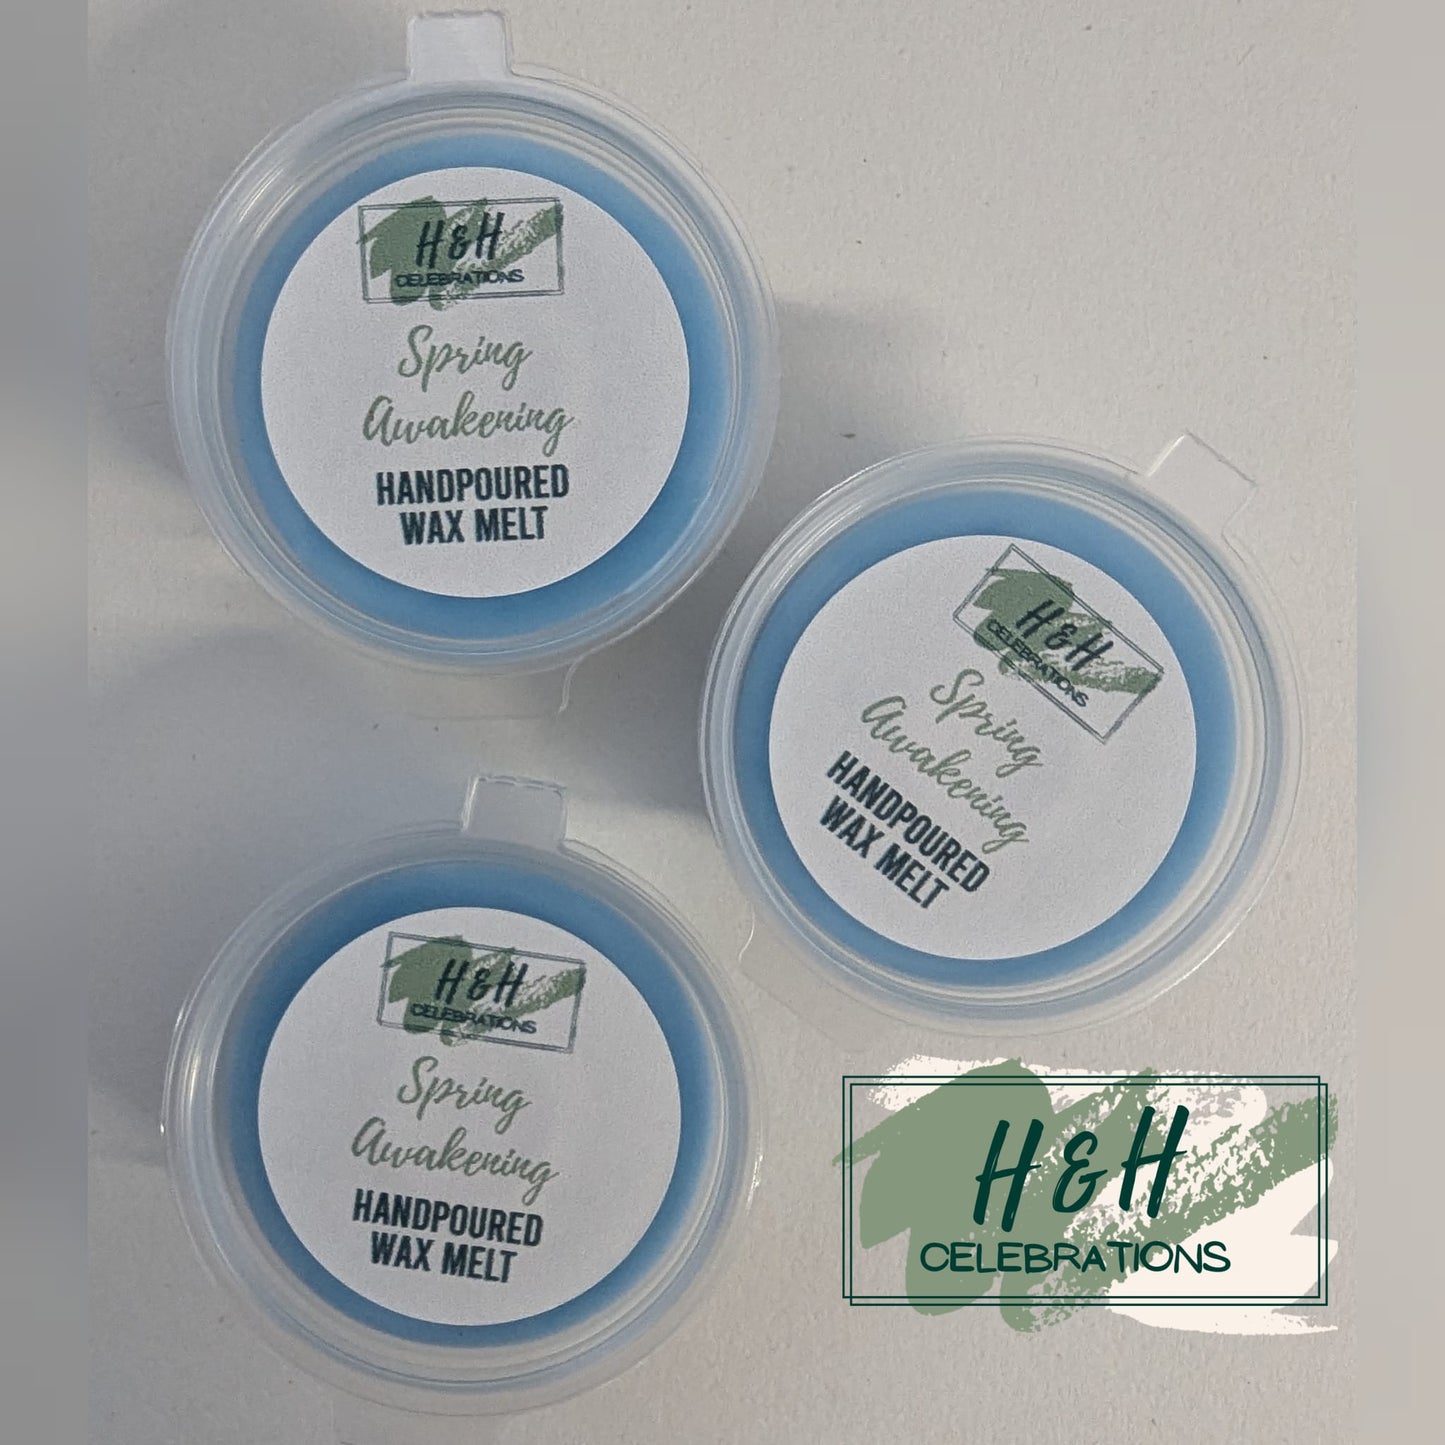 H & H
CELEBRATIONS
Spring
Awakening
HANDPOURED
WAX MELT
H & H
CELEBRATIONS
Spring
Awakening
HANDPOURED
WAX MELT
H & H
CELEBRATIONS
Spring
Awakening
HANDPOURED
WAX MELT
H & H
CELEBRATIONS